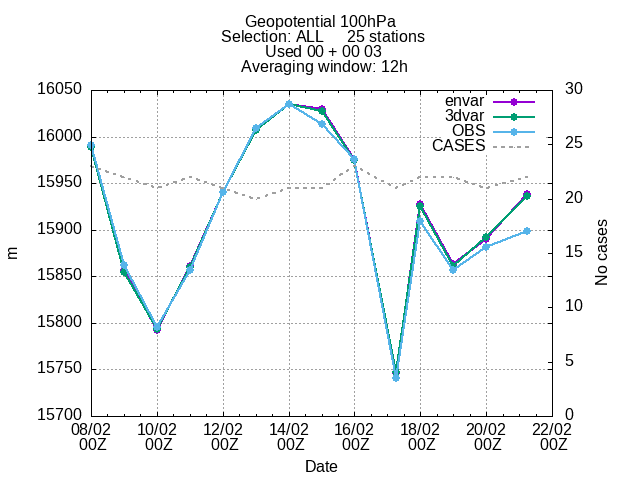 Geopotential 100hPa
Selection: ALL 25 stations
Used 00 + 00 03
Averaging window: 12h
envar
3dvar
OBS
CASES
16050
16000
15950
15900
15850
15800
15750
15700
m
30
25
20
15
10
5
0
No cases
08/02 10/02 12/02 14/02 16/02 18/02 20/02 22/02
00Z 00Z 00Z 00Z 00Z 00Z 00Z 00Z
Date